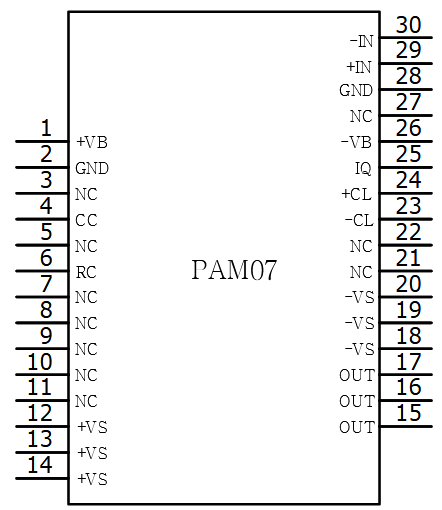 30
-IN
29
+IN
28
GND
27
NC
1
+VB
26
-VB
2
GND
25
IQ
3
NC
24
+CL
4
CC
23
-CL
5
NC
22
NC
6
RC
PAM07
21
NC
7
NC
20
-VS
8
NC
19
-VS
9
NC
18
-VS
10
NC
17
OUT
11
NC
16
OUT
12
+VS
15
OUT
13
+VS
14
+VS